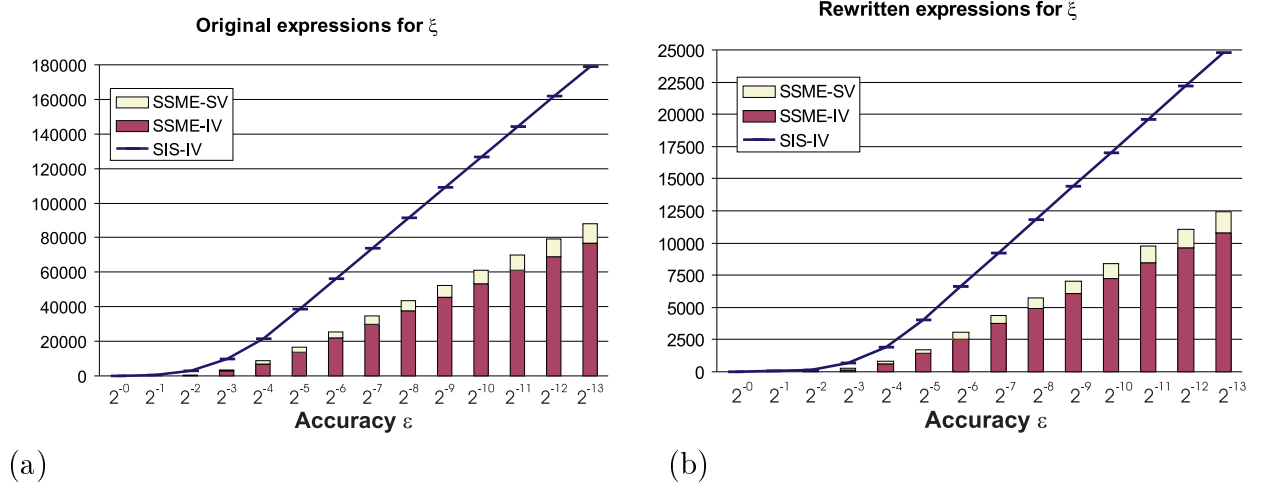 Original expressions for ξ
180000
160000
140000
120000
100000
80000
60000
40000
20000
0
SSME-SV
SSME-IV
SIS-IV
2^-0 2^-1 2^-2 2^-3 2^-4 2^-5 2^-6 2^-7 2^-8 2^-9 2^-10 2^-11 2^-12 2^-13
Accuracy ε
(a)
Rewritten expressions for ξ
25000
22500
20000
17500
15000
12500
10000
7500
5000
2500
0
SSME-SV
SSME-IV
SIS-IV
2^-0 2^-1 2^-2 2^-3 2^-4 2^-5 2^-6 2^-7 2^-8 2^-9 2^-10 2^-11 2^-12 2^-13
Accuracy ε
(b)